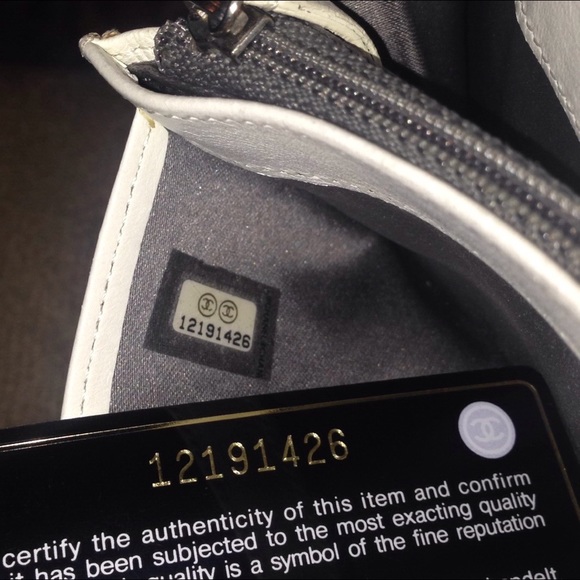 12191426
12191426
certify the authenticity of this item and confirm
it has been subjected to the most exacting quality
quality is a symbol of the fine reputation